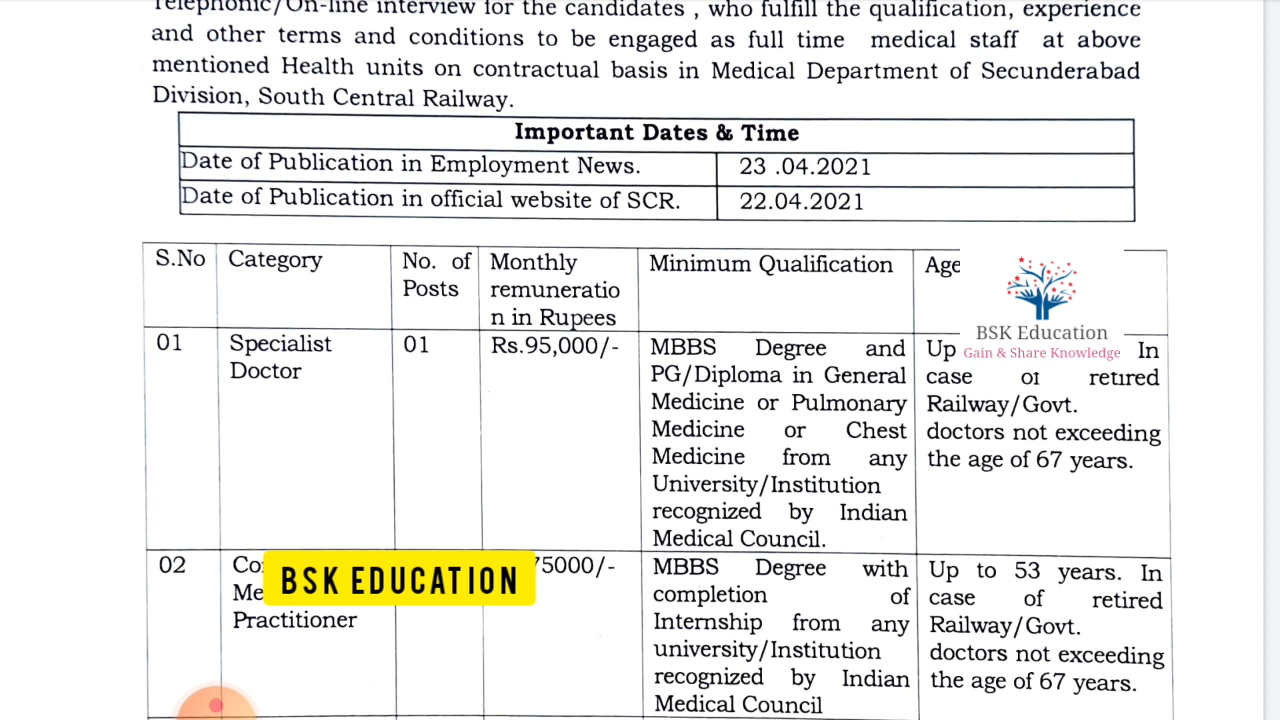 Telephonic/On-line interview for the candidates , who fulfill the qualification, experience
and other terms and conditions to be engaged as full time medical staff at above
mentioned Health units on contractual basis in Medical Department of Secunderabad
Division, South Central Railway.
Important Dates & Time
Date of Publication in Employment News. 23 .04.2021
Date of Publication in official website of SCR. 22.04.2021
S.No
Category
No. of
Posts
Monthly
remuneratio
n in Rupees
Minimum Qualification
Age
BSK Education
Gain & Share Knowledge
01
Specialist
Doctor
01
Rs.95,000/-
MBBS Degree and
PG/Diploma in General
Medicine or Pulmonary
Medicine or Chest
Medicine from any
University/Institution
recognized by Indian
Medical Council.
Up In
case of retired
Railway/Govt.
doctors not exceeding
the age of 67 years.
02
Practitioner
BSK EDUCATION
75000/-
MBBS Degree with
completion of
Internship from any
university/Institution
recognized by Indian
Medical Council
Up to 53 years. In
case of retired
Railway/Govt.
doctors not exceeding
the age of 67 years.